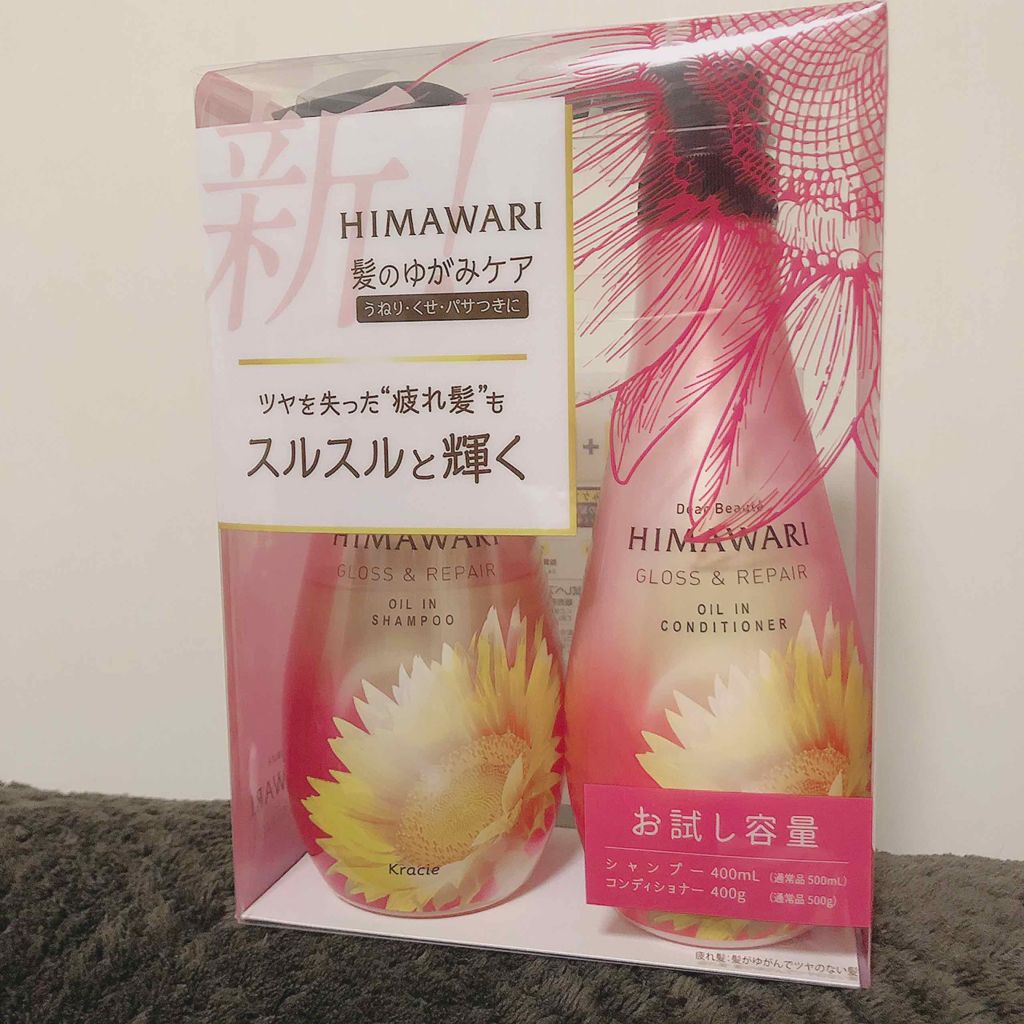 新!
HIMAWARI
髪のゆがみケア
うねり・くせ・パサつきに
ツヤを失った“疲れ髪”も
スルスルと輝く
HIMAWARI
GLOSS & REPAIR
OIL IN
SHAMPOO
Kracie
Dear Beauté
HIMAWARI
GLOSS & REPAIR
OIL IN
CONDITIONER
お試し容量
シャンプー 400mL (通常品 500mL)
コンディショナー 400g (通常品 500g)
疲れ髪:髪がゆがんでツヤのない髪